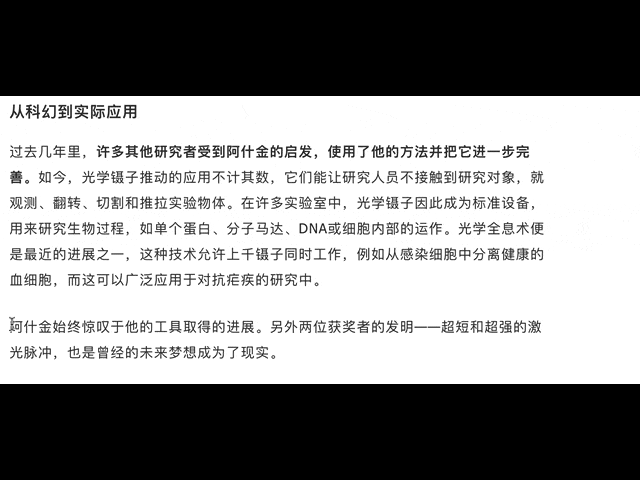 从科幻到实际应用
过去几年里，许多其他研究者受到阿什金的启发，使用了他的方法并把它进一步完
善。如今，光学镊子推动的应用不计其数，它们能让研究人员不接触到研究对象，就
观测、翻转、切割和推拉实验物体。在许多实验室中，光学镊子因此成为标准设备，
用来研究生物过程，如单个蛋白、分子马达、DNA或细胞内部的运作。光学全息术便
是最近的进展之一，这种技术允许上千镊子同时工作，例如从感染细胞中分离健康的
血细胞，而这可以广泛应用于对抗疟疾的研究中。
阿什金始终惊叹于他的工具取得的进展。另外两位获奖者的发明——超短和超强的激
光脉冲，也是曾经的未来梦想成为了现实。